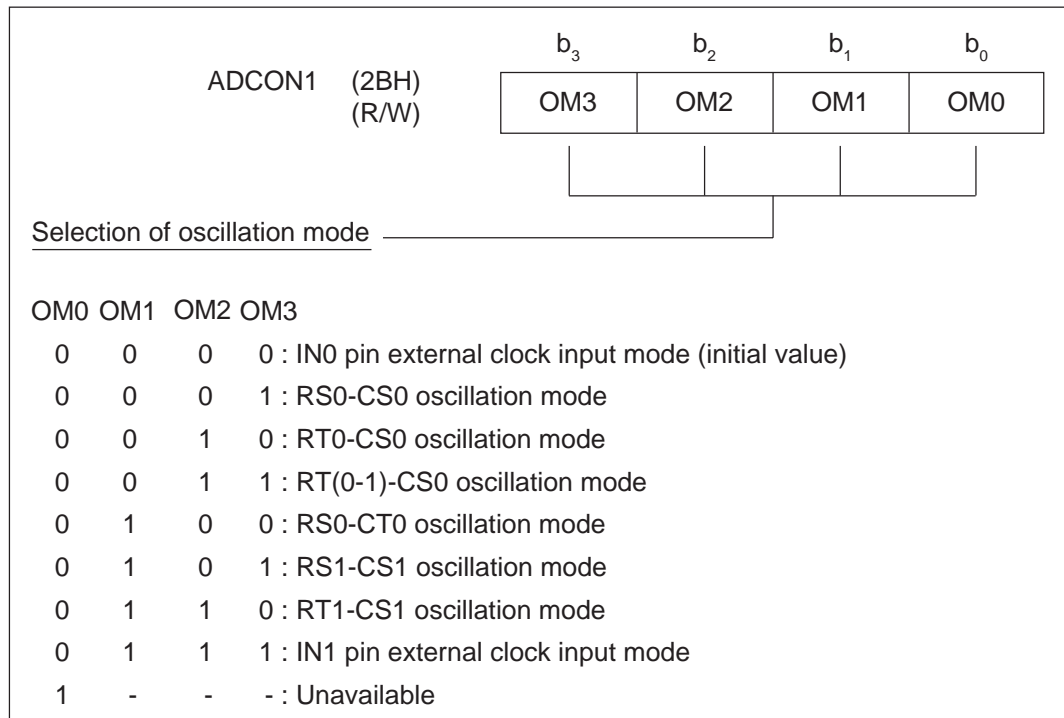 b3 b2 b1 b0
ADCON1 (2BH) OM3 OM2 OM1 OM0
(R/W)
Selection of oscillation mode
OM0 OM1 OM2 OM3
0 0 0 0 : IN0 pin external clock input mode (initial value)
0 0 0 1 : RS0-CS0 oscillation mode
0 0 1 0 : RT0-CS0 oscillation mode
0 0 1 1 : RT(0-1)-CS0 oscillation mode
0 1 0 0 : RS0-CT0 oscillation mode
0 1 0 1 : RS1-CS1 oscillation mode
0 1 1 0 : RT1-CS1 oscillation mode
0 1 1 1 : IN1 pin external clock input mode
1 - - - : Unavailable